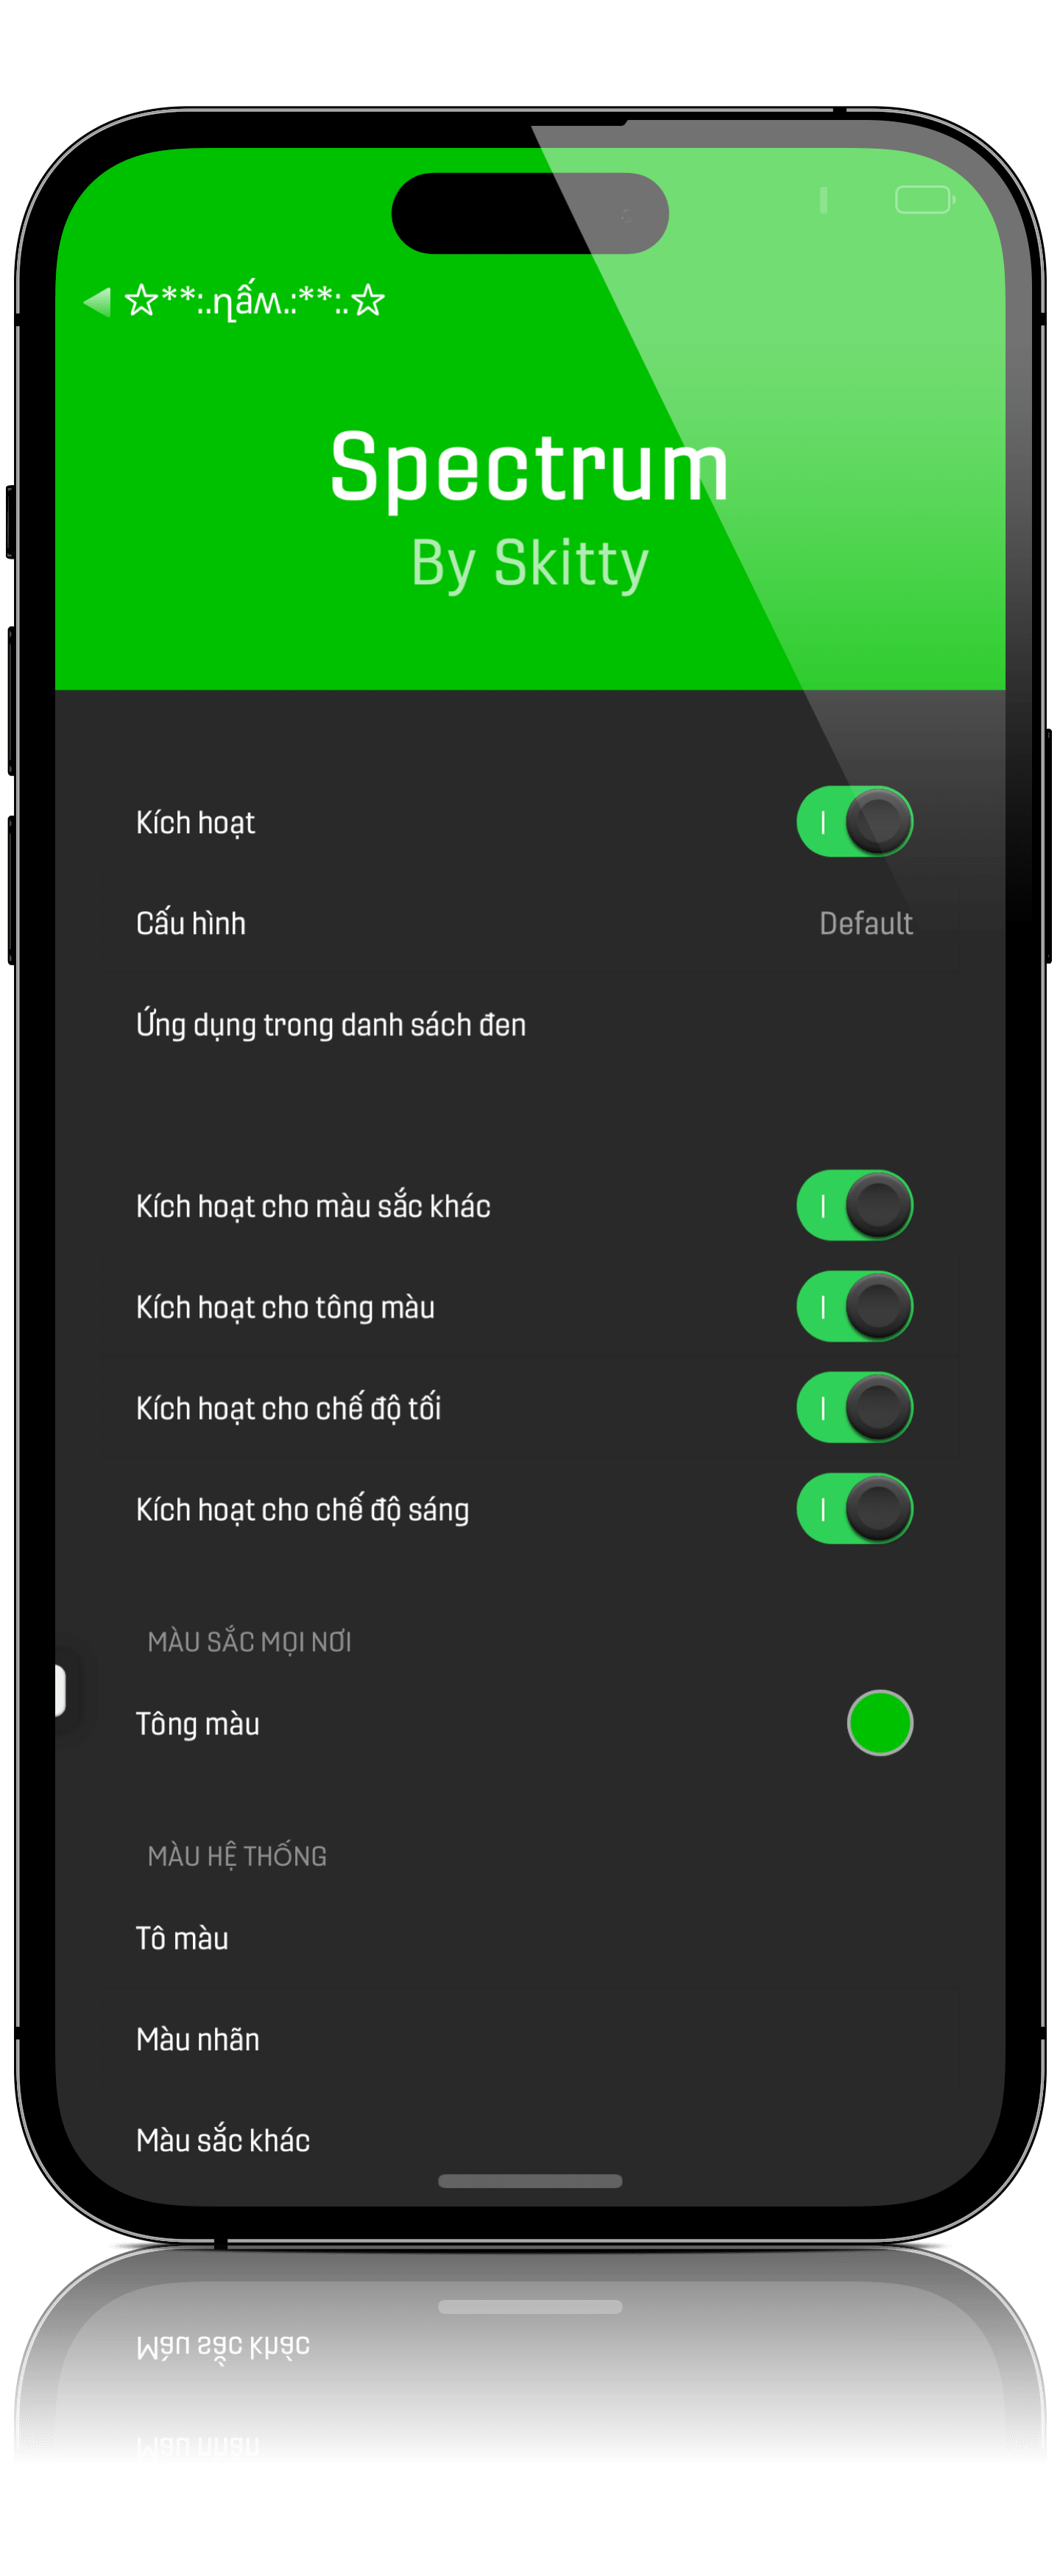 ☆**:.ɳấʍ.:**:.☆
Spectrum
By Skitty
Kích hoạt
Cấu hình Default
Ứng dụng trong danh sách đen
Kích hoạt cho màu sắc khác
Kích hoạt cho tông màu
Kích hoạt cho chế độ tối
Kích hoạt cho chế độ sáng
MÀU SẮC MỌI NƠI
Tông màu
MÀU HỆ THỐNG
Tô màu
Màu nhãn
Màu sắc khác